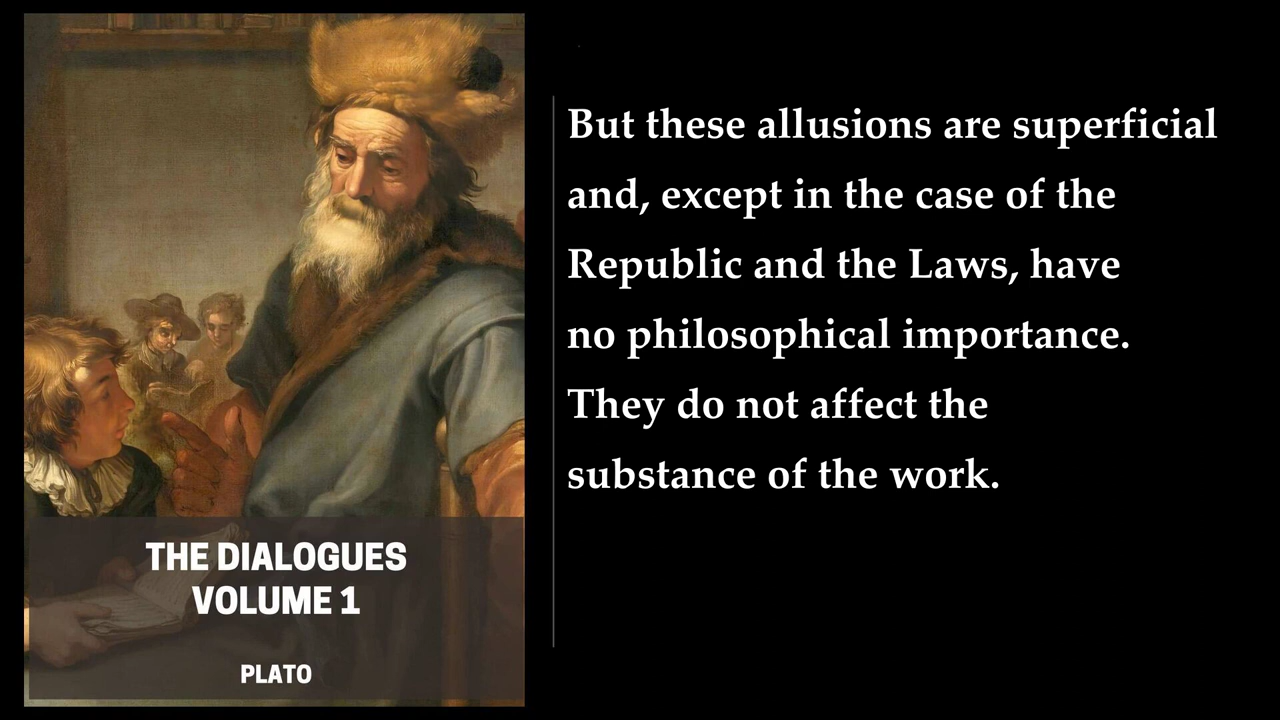 THE DIALOGUES
VOLUME 1
PLATO
But these allusions are superficial
and, except in the case of the
Republic and the Laws, have
no philosophical importance.
They do not affect the
substance of the work.